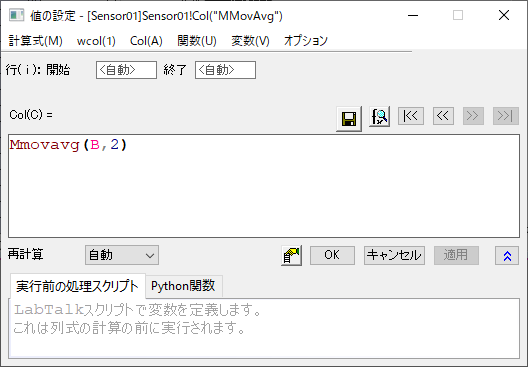 値の設定 - [Sensor01]Sensor01!Col("MMovAvg")
計算式(M) wcol(1) Col(A) 関数(U) 変数(V) オプション
行(i): 開始 <自動> 終了 <自動>
Col(C) =
|<< << >> >>|
Mmovavg(B,2)
再計算 自動 OK キャンセル 適用
実行前の処理スクリプト Python関数
LabTalkスクリプトで変数を定義します。
これは列式の計算の前に実行されます。